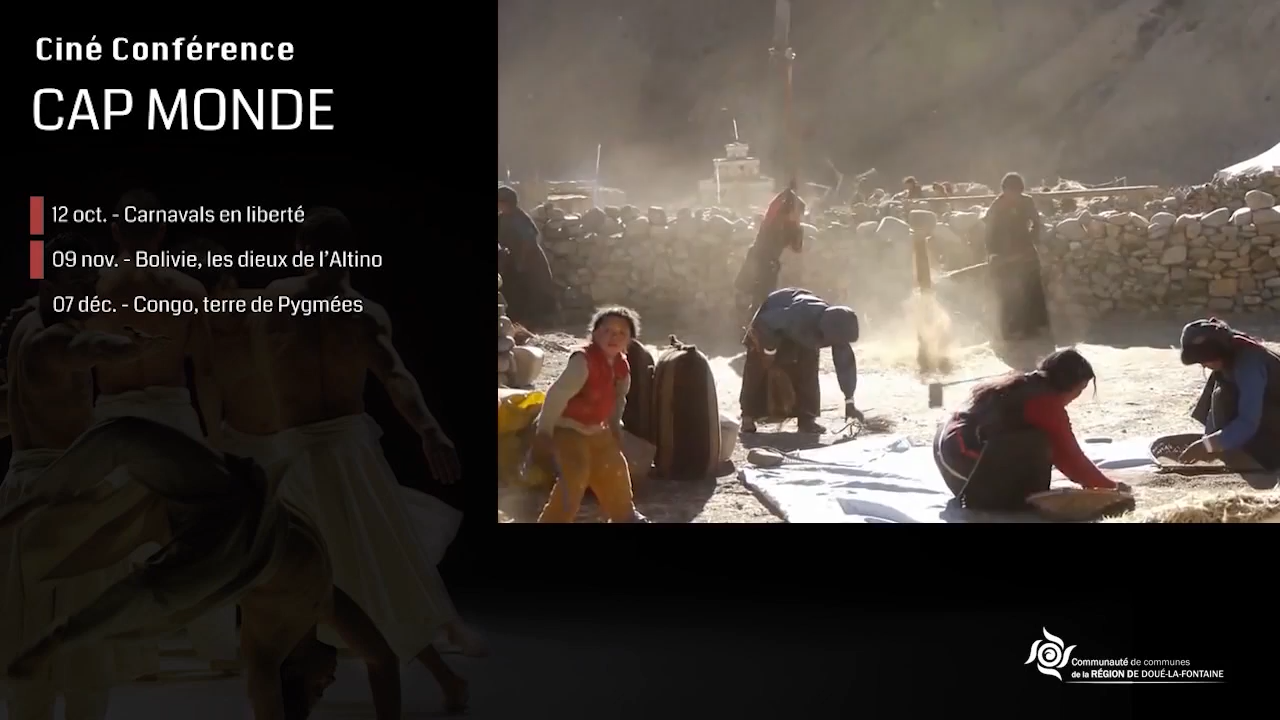 Ciné Conférence
CAP MONDE
12 oct. - Carnavals en liberté
09 nov. - Bolivie, les dieux de l'Altino
07 déc. - Congo, terre de Pygmées
Communauté de communes
de la RÉGION DE DOUÉ-LA-FONTAINE